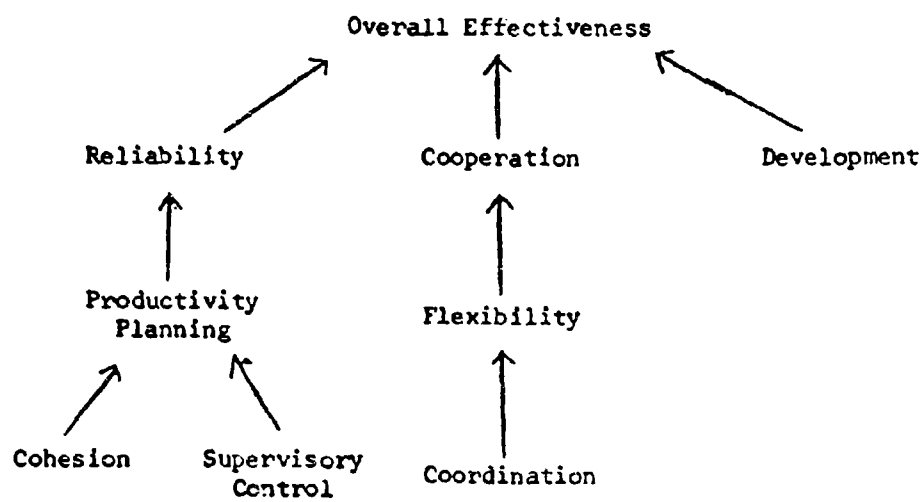 Overall Effectiveness
Reliability
Cooperation
Development
Productivity
Planning
Flexibility
Cohesion
Supervisory
Control
Coordination